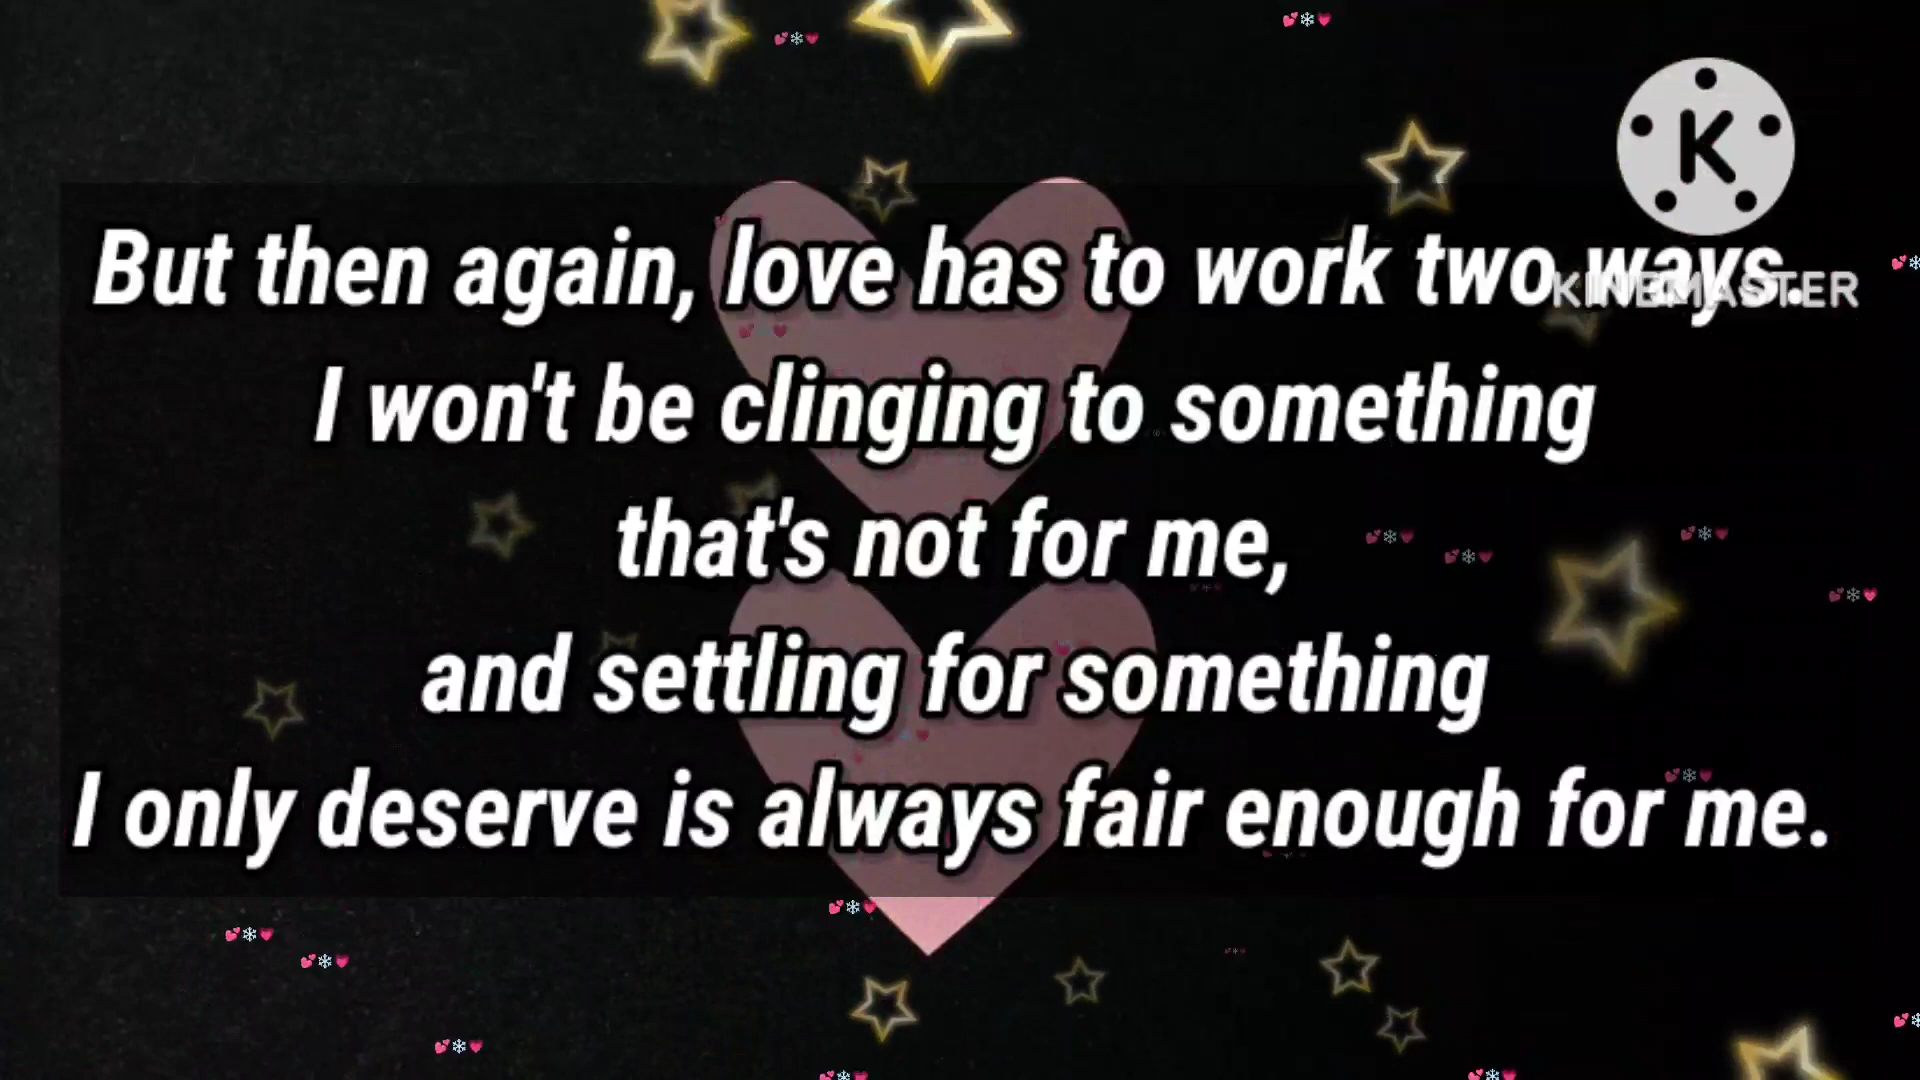 But then again, love has to work two ways.
I won't be clinging to something
that's not for me,
and settling for something
I only deserve is always fair enough for me.
K
KINEMASTER